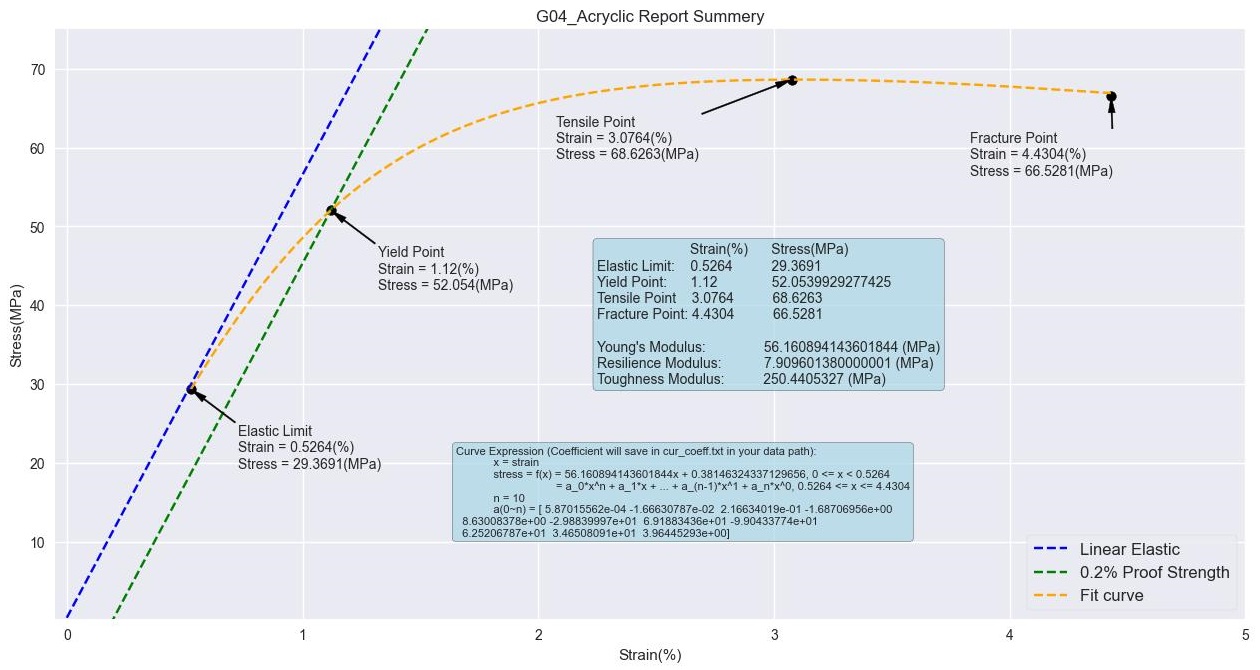 G04_Acryclic Report Summery
Stress(MPa)
70
60
50
40
30
20
10
Tensile Point
Strain = 3.0764(%)
Stress = 68.6263(MPa)
Fracture Point
Strain = 4.4304(%)
Stress = 66.5281(MPa)
Yield Point
Strain = 1.12(%)
Stress = 52.054(MPa)
Strain(%) Stress(MPa)
Elastic Limit: 0.5264 29.3691
Yield Point: 1.12 52.0539929277425
Tensile Point 3.0764 68.6263
Fracture Point: 4.4304 66.5281
Young's Modulus: 56.160894143601844 (MPa)
Resilience Modulus: 7.909601380000001 (MPa)
Toughness Modulus: 250.4405327 (MPa)
Elastic Limit
Strain = 0.5264(%)
Stress = 29.3691(MPa)
Curve Expression (Coefficient will save in cur_coeff.txt in your data path):
x = strain
stress = f(x) = 56.160894143601844x + 0.38146324337129656, 0 <= x < 0.5264
= a_0*x^n + a_1*x + ... + a_(n-1)*x^1 + a_n*x^0, 0.5264 <= x <= 4.4304
n = 10
a(0~n) = [ 5.87015562e-04 -1.66630787e-02 2.16634019e-01 -1.68706956e+00
8.63008378e+00 -2.98839997e+01 6.91883436e+01 -9.90433774e+01
6.25206787e+01 3.46508091e+01 3.96445293e+00]
Linear Elastic
0.2% Proof Strength
Fit curve
0 1 2 3 4 5
Strain(%)